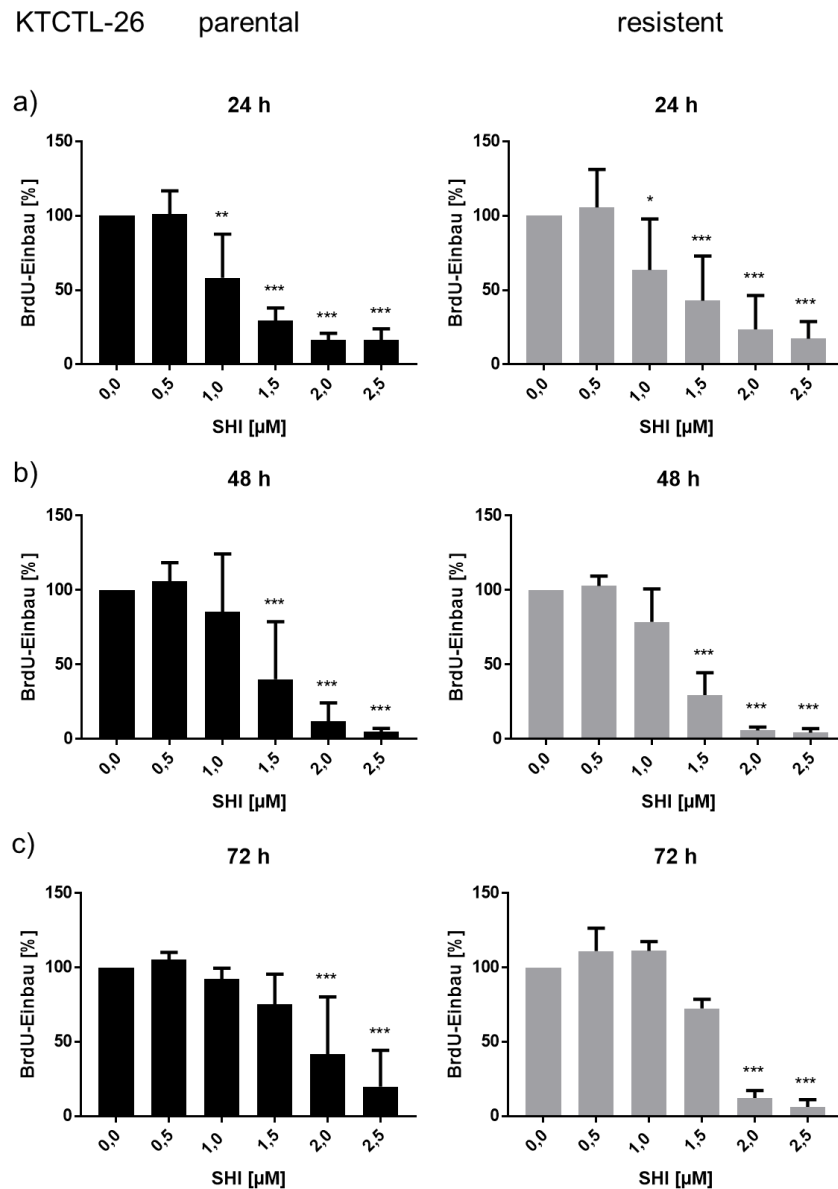 KTCTL-26 parental resistent
a)
24 h 24 h
BrdU-Einbau [%] BrdU-Einbau [%]
150 150
100 100
50 50
0 0
** *** *** *** * *** *** ***
0,0 0,5 1,0 1,5 2,0 2,5 0,0 0,5 1,0 1,5 2,0 2,5
SHI [µM] SHI [µM]
b)
48 h 48 h
BrdU-Einbau [%] BrdU-Einbau [%]
150 150
100 100
50 50
0 0
*** *** *** *** *** ***
0,0 0,5 1,0 1,5 2,0 2,5 0,0 0,5 1,0 1,5 2,0 2,5
SHI [µM] SHI [µM]
c)
72 h 72 h
BrdU-Einbau [%] BrdU-Einbau [%]
150 150
100 100
50 50
0 0
*** *** *** ***
0,0 0,5 1,0 1,5 2,0 2,5 0,0 0,5 1,0 1,5 2,0 2,5
SHI [µM] SHI [µM]